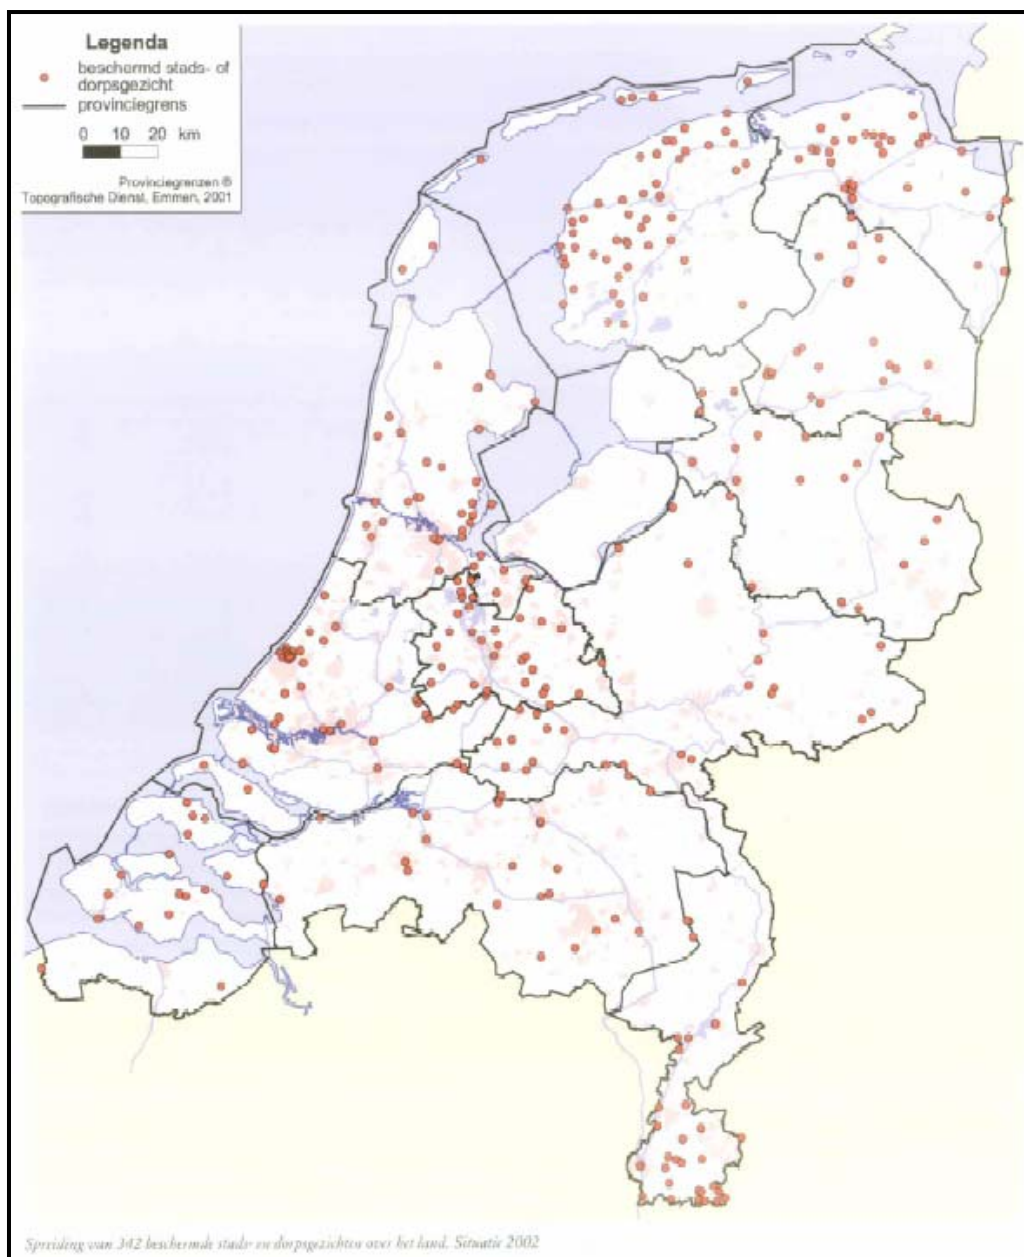 Legenda
beschermd stads- of
dorpsgezicht
provinciegrens
0 10 20 km
Provinciegrenzen ©
Topografische Dienst, Emmen, 2001
Spreiding van 342 beschermde stads- en dorpsgezichten over het land. Situatie 2002